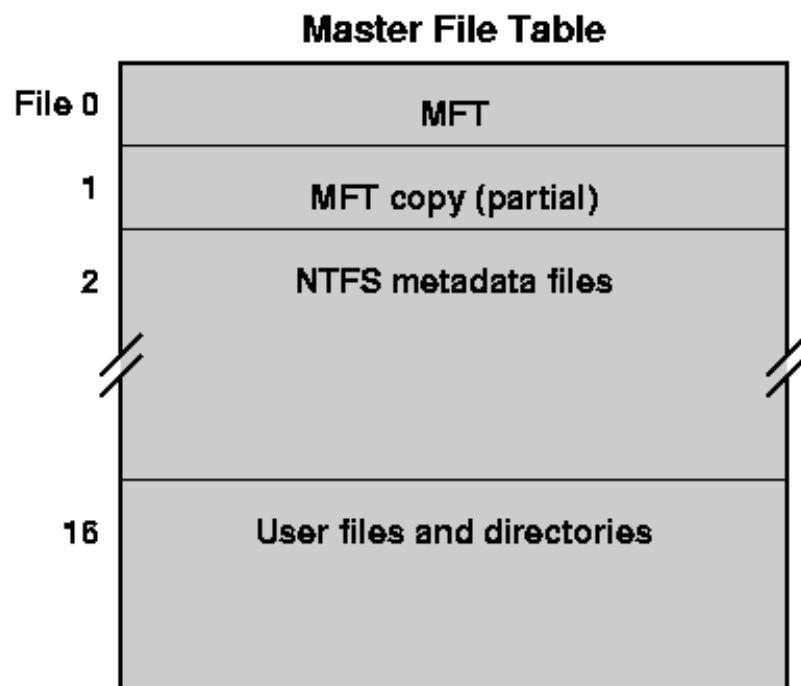 Master File Table
File 0 MFT
1 MFT copy (partial)
2 NTFS metadata files
16 User files and directories